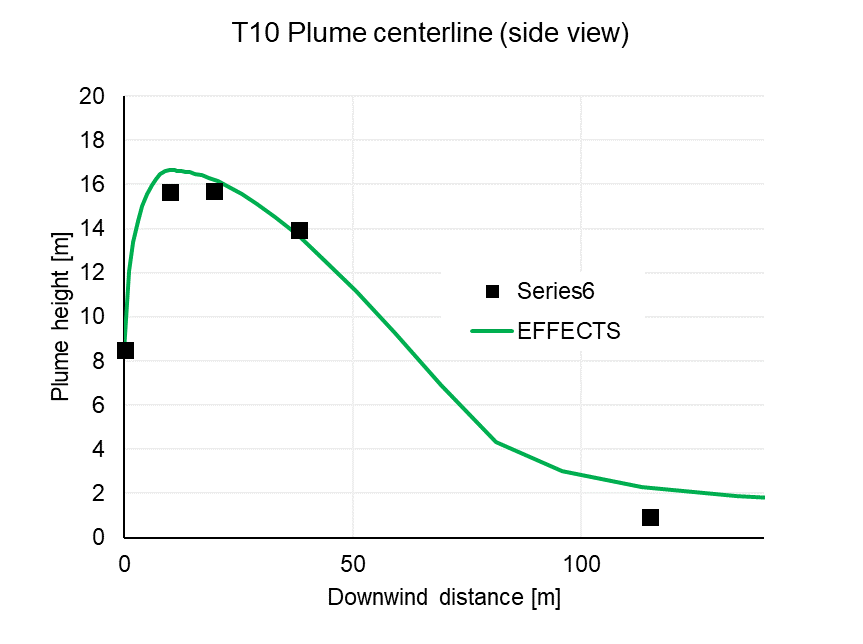 T10 Plume centerline (side view)
20
18
16
14
12
10
8
6
4
2
0
Plume height [m]
Series6
EFFECTS
0 50 100
Downwind distance [m]